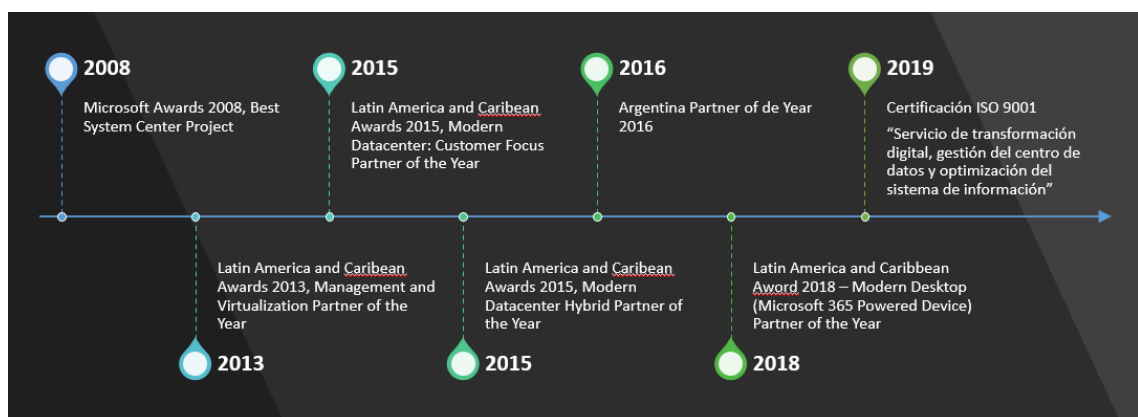 2008
Microsoft Awards 2008, Best
System Center Project
2015
Latin America and Caribean
Awards 2015, Modern
Datacenter: Customer Focus
Partner of the Year
2016
Argentina Partner of de Year
2016
2019
Certificación ISO 9001
“Servicio de transformación
digital, gestión del centro de
datos y optimización del
sistema de información”
Latin America and Caribean
Awards 2013, Management and
Virtualization Partner of the
Year
2013
Latin America and Caribean
Awards 2015, Modern
Datacenter Hybrid Partner of
the Year
2015
Latin America and Caribbean
Aword 2018 – Modern Desktop
(Microsoft 365 Powered Device)
Partner of the Year
2018